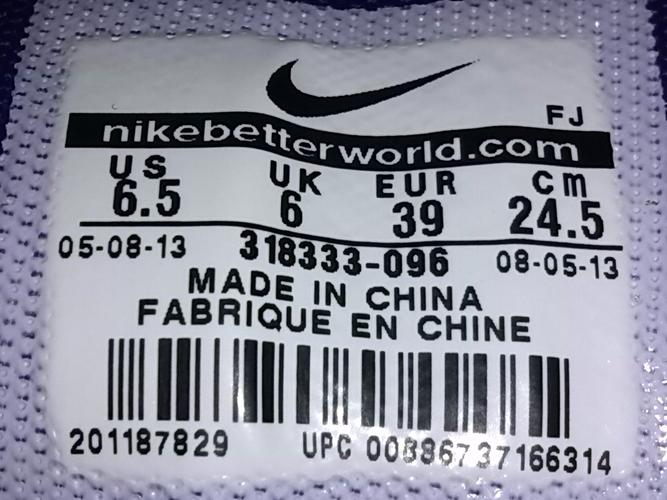 FJ
nikebetterworld.com
US UK EUR cm
6.5 6 39 24.5
05-08-13 318333-096 08-05-13
MADE IN CHINA
FABRIQUE EN CHINE
201187829 UPC 00886737166314